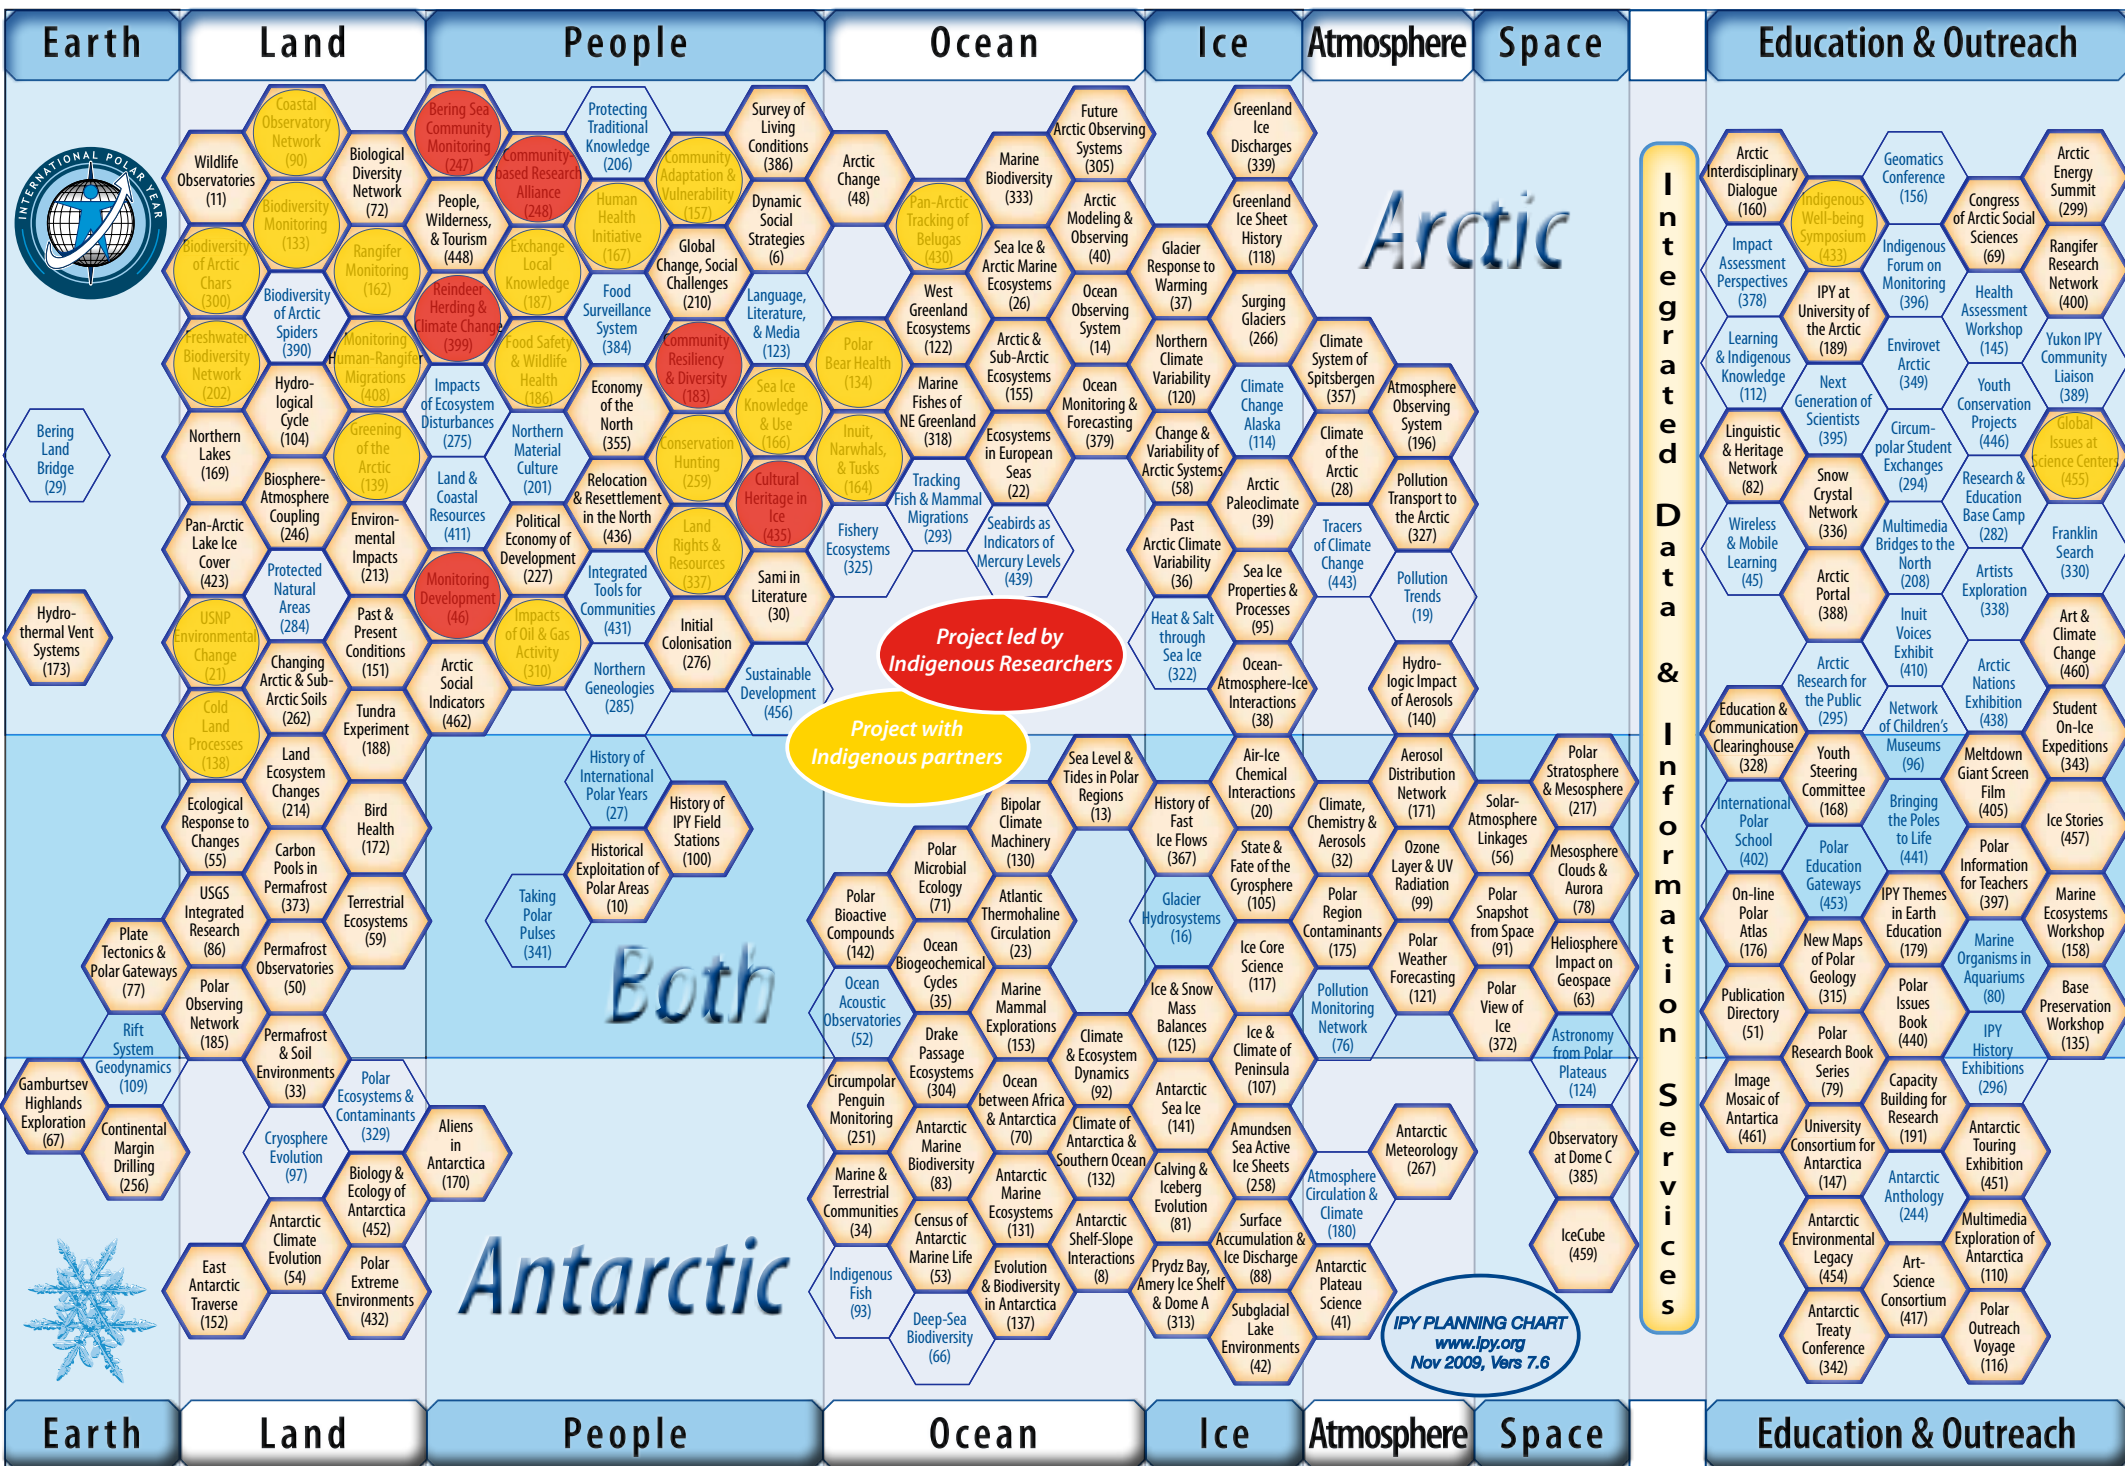 Earth
Land
People
Ocean
Ice
Atmosphere
Space
Education & Outreach
INTERNATIONAL POLAR YEAR
Bering
Land
Bridge
(29)
Hydro-
thermal Vent
Systems
(173)
Plate
Tectonics &
Polar Gateways
(77)
Rift
System
Geodynamics
(109)
Gamburtsev
Highlands
Exploration
(67)
Continental
Margin
Drilling
(256)
Wildlife
Observatories
(11)
Biodiversity
of Arctic
Chars
(300)
Freshwater
Biodiversity
Network
(202)
Northern
Lakes
(169)
Pan-Arctic
Lake Ice
Cover
(423)
USNP
Environmental
Change
(21)
Cold
Land
Processes
(138)
Ecological
Response to
Changes
(55)
USGS
Integrated
Research
(86)
Polar
Observing
Network
(185)
East
Antarctic
Traverse
(152)
Coastal
Observatory
Network
(90)
Biodiversity
Monitoring
(133)
Biodiversity
of Arctic
Spiders
(390)
Hydro-
logical
Cycle
(104)
Biosphere-
Atmosphere
Coupling
(246)
Protected
Natural
Areas
(284)
Changing
Arctic & Sub-
Arctic Soils
(262)
Land
Ecosystem
Changes
(214)
Carbon
Pools in
Permafrost
(373)
Permafrost
Observatories
(50)
Permafrost
& Soil
Environments
(33)
Cryosphere
Evolution
(97)
Antarctic
Climate
Evolution
(54)
Biological
Diversity
Network
(72)
Rangifer
Monitoring
(162)
Monitoring
Human-Rangifer
Migrations
(408)
Greening
of the
Arctic
(139)
Environ-
mental
Impacts
(213)
Past &
Present
Conditions
(151)
Tundra
Experiment
(188)
Bird
Health
(172)
Terrestrial
Ecosystems
(59)
Polar
Ecosystems &
Contaminants
(329)
Biology &
Ecology of
Antarctica
(452)
Polar
Extreme
Environments
(432)
Bering Sea
Community
Monitoring
(247)
People,
Wilderness,
& Tourism
(448)
Reindeer
Herding &
Climate Change
(399)
Impacts
of Ecosystem
Disturbances
(275)
Land &
Coastal
Resources
(411)
Monitoring
Development
(46)
Arctic
Social
Indicators
(462)
Aliens
in
Antarctica
(170)
Community-
based Research
Alliance
(248)
Exchange
Local
Knowledge
(187)
Food Safety
& Wildlife
Health
(186)
Northern
Material
Culture
(201)
Political
Economy of
Development
(227)
Impacts
of Oil & Gas
Activity
(310)
Taking
Polar
Pulses
(341)
Protecting
Traditional
Knowledge
(206)
Human
Health
Initiative
(167)
Food
Surveillance
System
(384)
Economy
of the
North
(355)
Relocation
& Resettlement
in the North
(436)
Integrated
Tools for
Communities
(431)
Northern
Geneologies
(285)
History of
International
Polar Years
(27)
Historical
Exploitation of
Polar Areas
(10)
Community
Adaptation &
Vulnerability
(157)
Global
Change, Social
Challenges
(210)
Community
Resiliency
& Diversity
(183)
Conservation
Hunting
(259)
Land
Rights &
Resources
(337)
Initial
Colonisation
(276)
History of
IPY Field
Stations
(100)
Survey of
Living
Conditions
(386)
Dynamic
Social
Strategies
(6)
Language,
Literature,
& Media
(123)
Sea Ice
Knowledge
& Use
(166)
Cultural
Heritage in
Ice
(435)
Sami in
Literature
(30)
Sustainable
Development
(456)
Arctic
Change
(48)
Polar
Bear Health
(134)
Inuit,
Narwhals,
& Tusks
(164)
Fishery
Ecosystems
(325)
Project led by
Indigenous Researchers
Project with
Indigenous partners
Polar
Bioactive
Compounds
(142)
Ocean
Acoustic
Observatories
(52)
Circumpolar
Penguin
Monitoring
(251)
Marine &
Terrestrial
Communities
(34)
Indigenous
Fish
(93)
Pan-Arctic
Tracking of
Belugas
(430)
West
Greenland
Ecosystems
(122)
Marine
Fishes of
NE Greenland
(318)
Tracking
Fish & Mammal
Migrations
(293)
Polar
Microbial
Ecology
(71)
Ocean
Biogeochemical
Cycles
(35)
Drake
Passage
Ecosystems
(304)
Antarctic
Marine
Biodiversity
(83)
Census of
Antarctic
Marine Life
(53)
Deep-Sea
Biodiversity
(66)
Marine
Biodiversity
(333)
Sea Ice &
Arctic Marine
Ecosystems
(26)
Arctic &
Sub-Arctic
Ecosystems
(155)
Ecosystems
in European
Seas
(22)
Seabirds as
Indicators of
Mercury Levels
(439)
Bipolar
Climate
Machinery
(130)
Atlantic
Thermohaline
Circulation
(23)
Marine
Mammal
Explorations
(153)
Ocean
between Africa
& Antarctica
(70)
Antarctic
Marine
Ecosystems
(131)
Evolution
& Biodiversity
in Antarctica
(137)
Future
Arctic Observing
Systems
(305)
Arctic
Modeling &
Observing
(40)
Ocean
Observing
System
(14)
Ocean
Monitoring &
Forecasting
(379)
Sea Level &
Tides in Polar
Regions
(13)
Climate
& Ecosystem
Dynamics
(92)
Climate of
Antarctica &
Southern Ocean
(132)
Antarctic
Shelf-Slope
Interactions
(8)
Glacier
Response to
Warming
(37)
Northern
Climate
Variability
(120)
Change &
Variability of
Arctic Systems
(58)
Past
Arctic Climate
Variability
(36)
Heat & Salt
through
Sea Ice
(322)
History of
Fast
Ice Flows
(367)
Glacier
Hydrosystems
(16)
Ice & Snow
Mass
Balances
(125)
Antarctic
Sea Ice
(141)
Calving &
Iceberg
Evolution
(81)
Prydz Bay,
Amery Ice Shelf
& Dome A
(313)
Greenland
Ice
Discharges
(339)
Greenland
Ice Sheet
History
(118)
Surging
Glaciers
(266)
Climate
Change
Alaska
(114)
Arctic
Paleoclimate
(39)
Sea Ice
Properties &
Processes
(95)
Ocean-
Atmosphere-Ice
Interactions
(38)
Air-Ice
Chemical
Interactions
(20)
State &
Fate of the
Cyrosphere
(105)
Ice Core
Science
(117)
Ice &
Climate of
Peninsula
(107)
Amundsen
Sea Active
Ice Sheets
(258)
Surface
Accumulation &
Ice Discharge
(88)
Subglacial
Lake
Environments
(42)
Arctic
Both
Antarctic
Climate
System of
Spitsbergen
(357)
Climate
of the
Arctic
(28)
Tracers
of Climate
Change
(443)
Climate,
Chemistry &
Aerosols
(32)
Polar
Region
Contaminants
(175)
Pollution
Monitoring
Network
(76)
Atmosphere
Circulation &
Climate
(180)
Antarctic
Plateau
Science
(41)
Atmosphere
Observing
System
(196)
Pollution
Transport to
the Arctic
(327)
Pollution
Trends
(19)
Hydro-
logic Impact
of Aerosols
(140)
Aerosol
Distribution
Network
(171)
Ozone
Layer & UV
Radiation
(99)
Polar
Weather
Forecasting
(121)
Antarctic
Meteorology
(267)
Solar-
Atmosphere
Linkages
(56)
Polar
Snapshot
from Space
(91)
Polar
View of
Ice
(372)
Polar
Stratosphere
& Mesosphere
(217)
Mesosphere
Clouds &
Aurora
(78)
Heliosphere
Impact on
Geospace
(63)
Astronomy
from Polar
Plateaus
(124)
Observatory
at Dome C
(385)
IceCube
(459)
IPY PLANNING CHART
www.ipy.org
Nov 2009, Vers 7.6
Integrated Data & Information Services
Arctic
Interdisciplinary
Dialogue
(160)
Impact
Assessment
Perspectives
(378)
Learning
& Indigenous
Knowledge
(112)
Linguistic
& Heritage
Network
(82)
Wireless
& Mobile
Learning
(45)
Education &
Communication
Clearinghouse
(328)
International
Polar
School
(402)
On-line
Polar
Atlas
(176)
Publication
Directory
(51)
Image
Mosaic of
Antartica
(461)
Indigenous
Well-being
Symposium
(433)
IPY at
University of
the Arctic
(189)
Next
Generation of
Scientists
(395)
Snow
Crystal
Network
(336)
Arctic
Portal
(388)
Arctic
Research for
the Public
(295)
Youth
Steering
Committee
(168)
Polar
Education
Gateways
(453)
New Maps
of Polar
Geology
(315)
Polar
Research Book
Series
(79)
University
Consortium for
Antarctica
(147)
Antarctic
Environmental
Legacy
(454)
Antarctic
Treaty
Conference
(342)
Geomatics
Conference
(156)
Indigenous
Forum on
Monitoring
(396)
Envirovet
Arctic
(349)
Circum-
polar Student
Exchanges
(294)
Multimedia
Bridges to the
North
(208)
Inuit
Voices
Exhibit
(410)
Network
of Children's
Museums
(96)
Bringing
the Poles
to Life
(441)
IPY Themes
in Earth
Education
(179)
Polar
Issues
Book
(440)
Capacity
Building for
Research
(191)
Antarctic
Anthology
(244)
Art-
Science
Consortium
(417)
Congress
of Arctic Social
Sciences
(69)
Health
Assessment
Workshop
(145)
Youth
Conservation
Projects
(446)
Research &
Education
Base Camp
(282)
Artists
Exploration
(338)
Arctic
Nations
Exhibition
(438)
Meltdown
Giant Screen
Film
(405)
Polar
Information
for Teachers
(397)
Marine
Organisms in
Aquariums
(80)
IPY
History
Exhibitions
(296)
Antarctic
Touring
Exhibition
(451)
Multimedia
Exploration of
Antarctica
(110)
Polar
Outreach
Voyage
(116)
Arctic
Energy
Summit
(299)
Rangifer
Research
Network
(400)
Yukon IPY
Community
Liaison
(389)
Global
Issues at
Science Centers
(455)
Franklin
Search
(330)
Art &
Climate
Change
(460)
Student
On-Ice
Expeditions
(343)
Ice Stories
(457)
Marine
Ecosystems
Workshop
(158)
Base
Preservation
Workshop
(135)
Earth
Land
People
Ocean
Ice
Atmosphere
Space
Education & Outreach